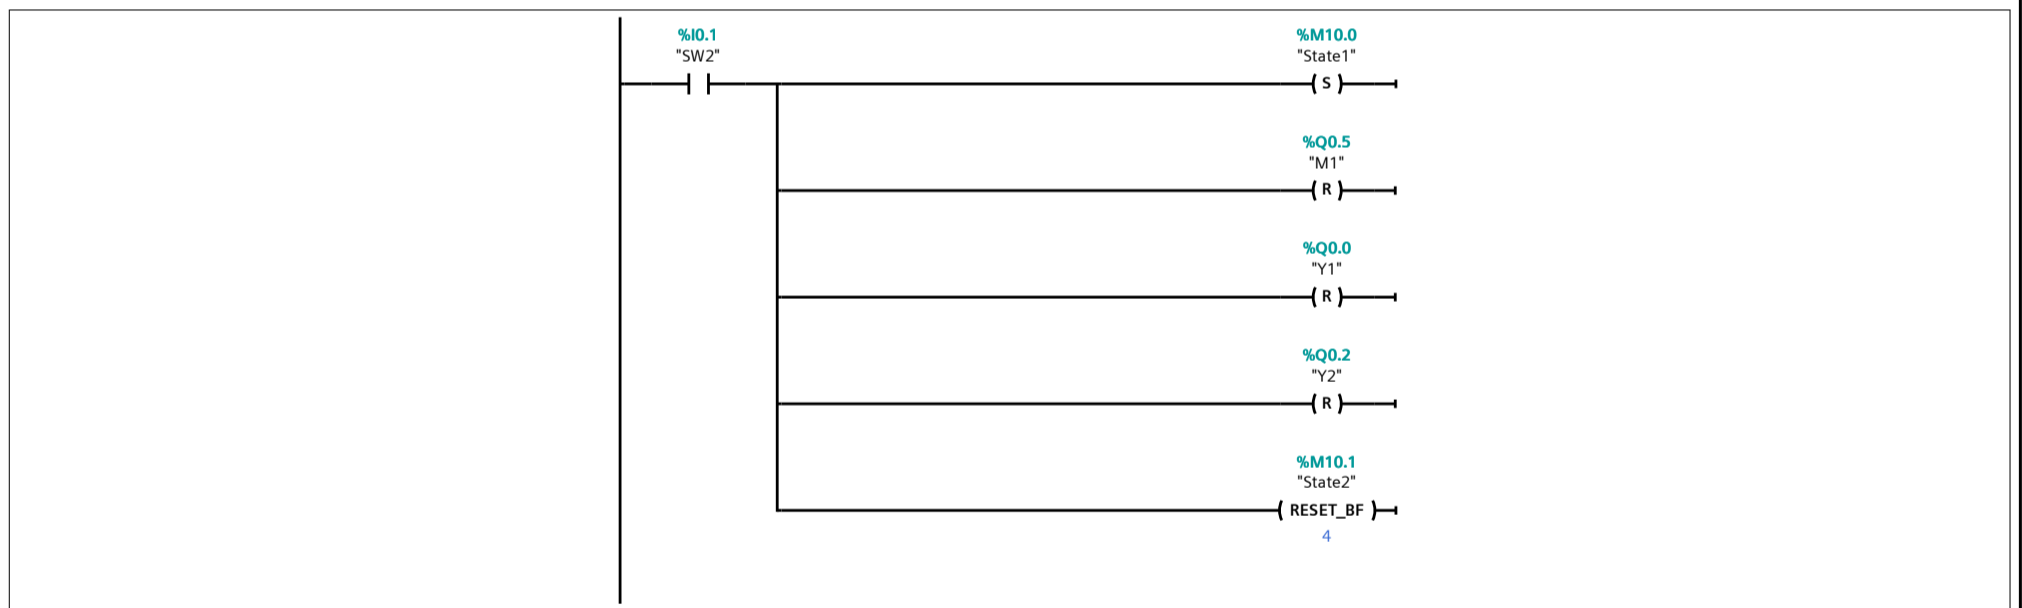 %I0.1
"SW2"
%M10.0
"State1"
S
%Q0.5
"M1"
R
%Q0.0
"Y1"
R
%Q0.2
"Y2"
R
%M10.1
"State2"
RESET_BF
4